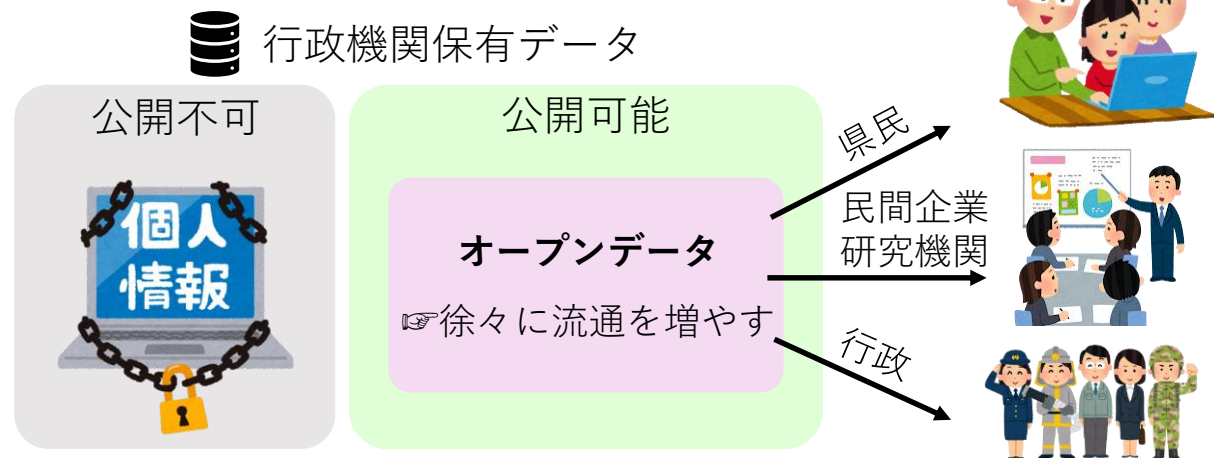 行政機関保有データ
公開不可
個人
情報
公開可能
オープンデータ
☞徐々に流通を増やす
県民
民間企業
研究機関
行政